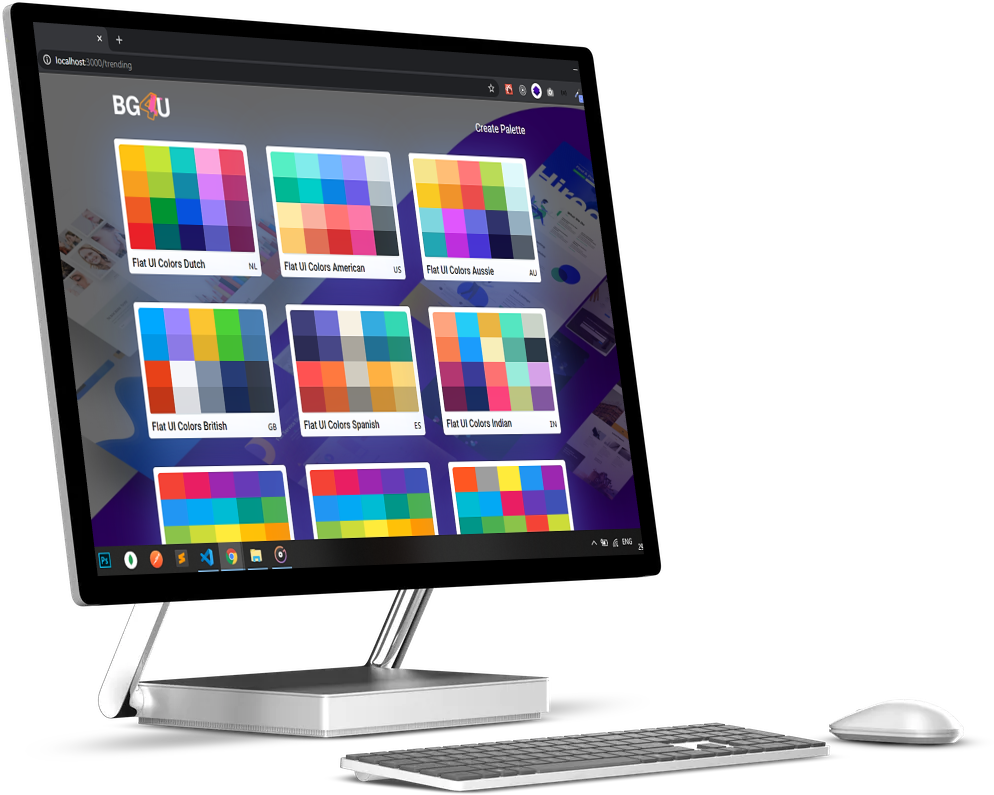 localhost:3000/trending
BG4U
Create Palette
Flat UI Colors Dutch
NL
Flat UI Colors American
US
Flat UI Colors Aussie
AU
Flat UI Colors British
GB
Flat UI Colors Spanish
ES
Flat UI Colors Indian
IN
Ps
ENG